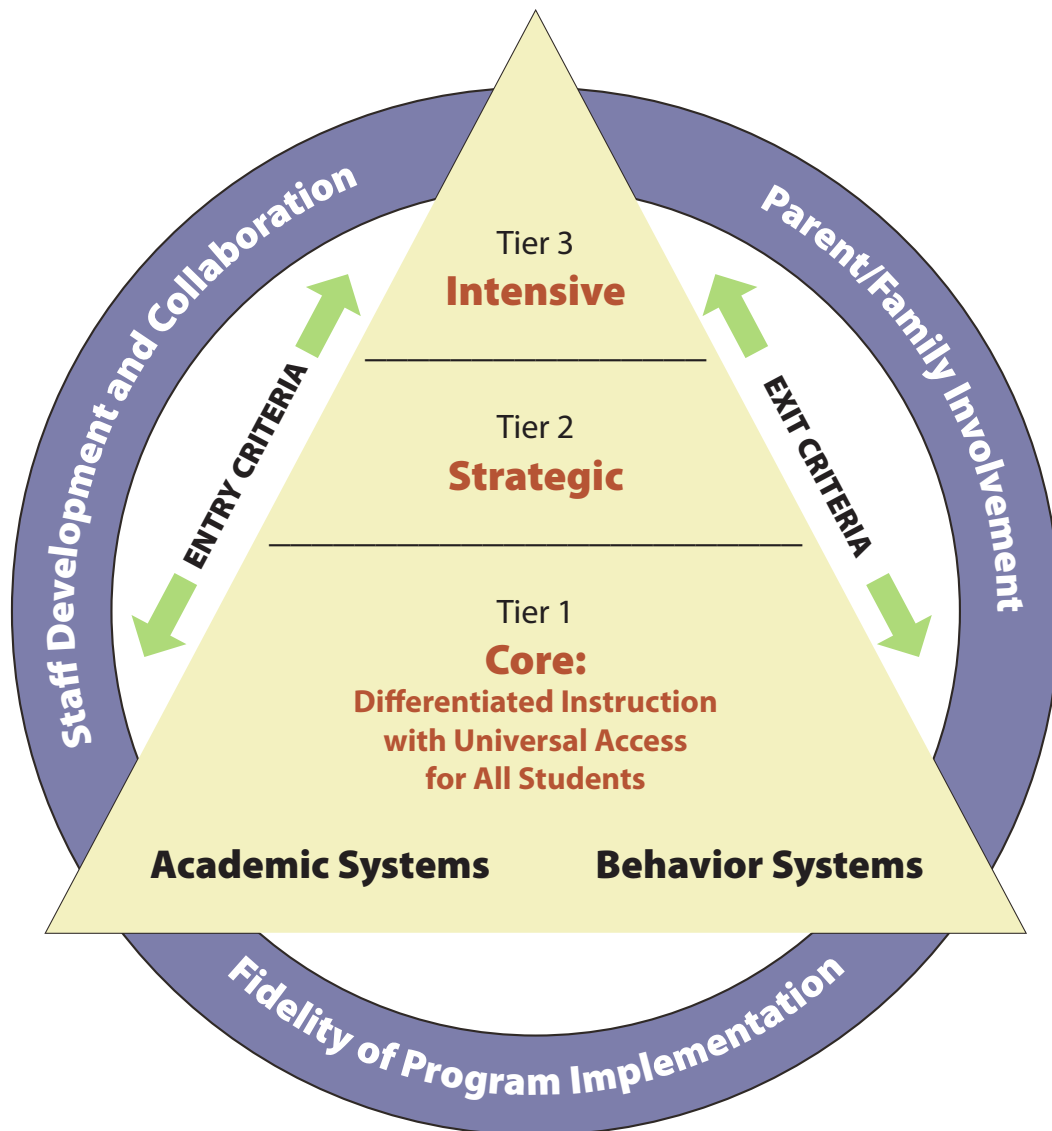 Staff Development and Collaboration
Parent/Family Involvement
Tier 3
Intensive
ENTRY CRITERIA
EXIT CRITERIA
Tier 2
Strategic
Tier 1
Core:
Differentiated Instruction
with Universal Access
for All Students
Academic Systems
Behavior Systems
Fidelity of Program Implementation